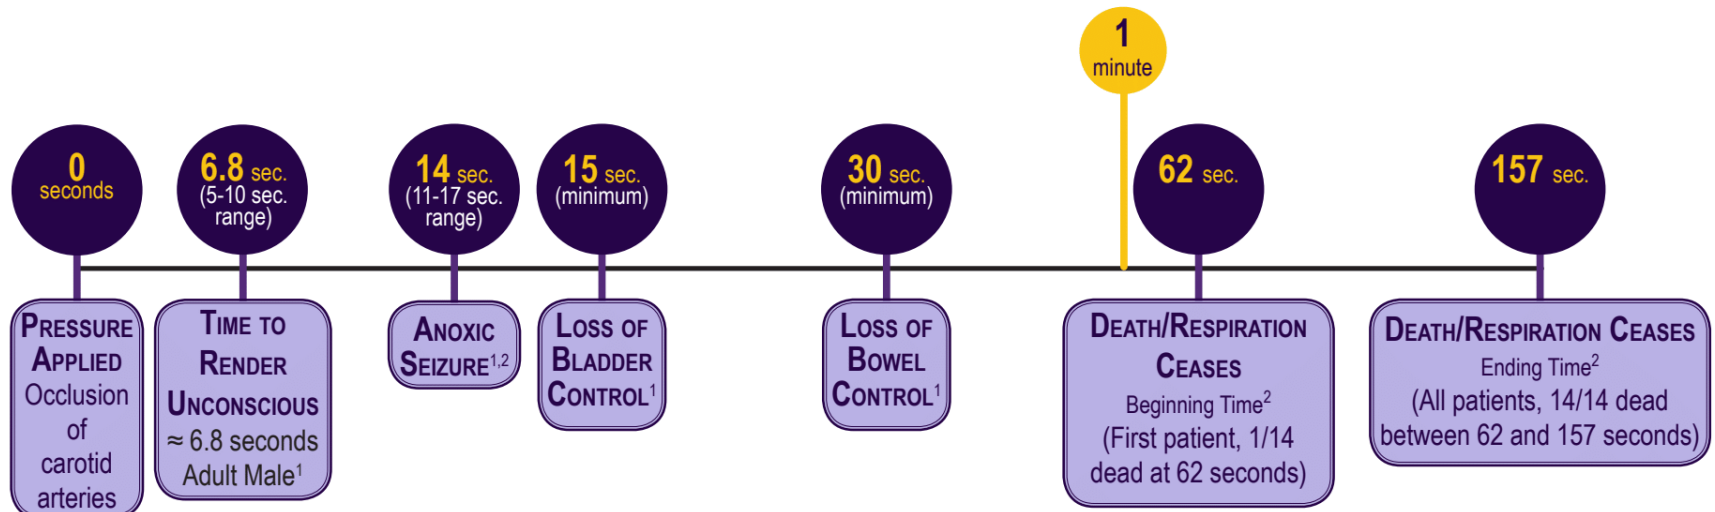 1
minute
0
seconds
6.8 sec.
(5-10 sec.
range)
14 sec.
(11-17 sec.
range)
15 sec.
(minimum)
30 sec.
(minimum)
62 sec.
157 sec.
PRESSURE
APPLIED
Occlusion
of
carotid
arteries
TIME TO
RENDER
UNCONSCIOUS
≈ 6.8 seconds
Adult Male¹
ANOXIC
SEIZURE¹,²
LOSS OF
BLADDER
CONTROL¹
LOSS OF
BOWEL
CONTROL¹
DEATH/RESPIRATION
CEASES
Beginning Time²
(First patient, 1/14
dead at 62 seconds)
DEATH/RESPIRATION CEASES
Ending Time²
(All patients, 14/14 dead
between 62 and 157 seconds)